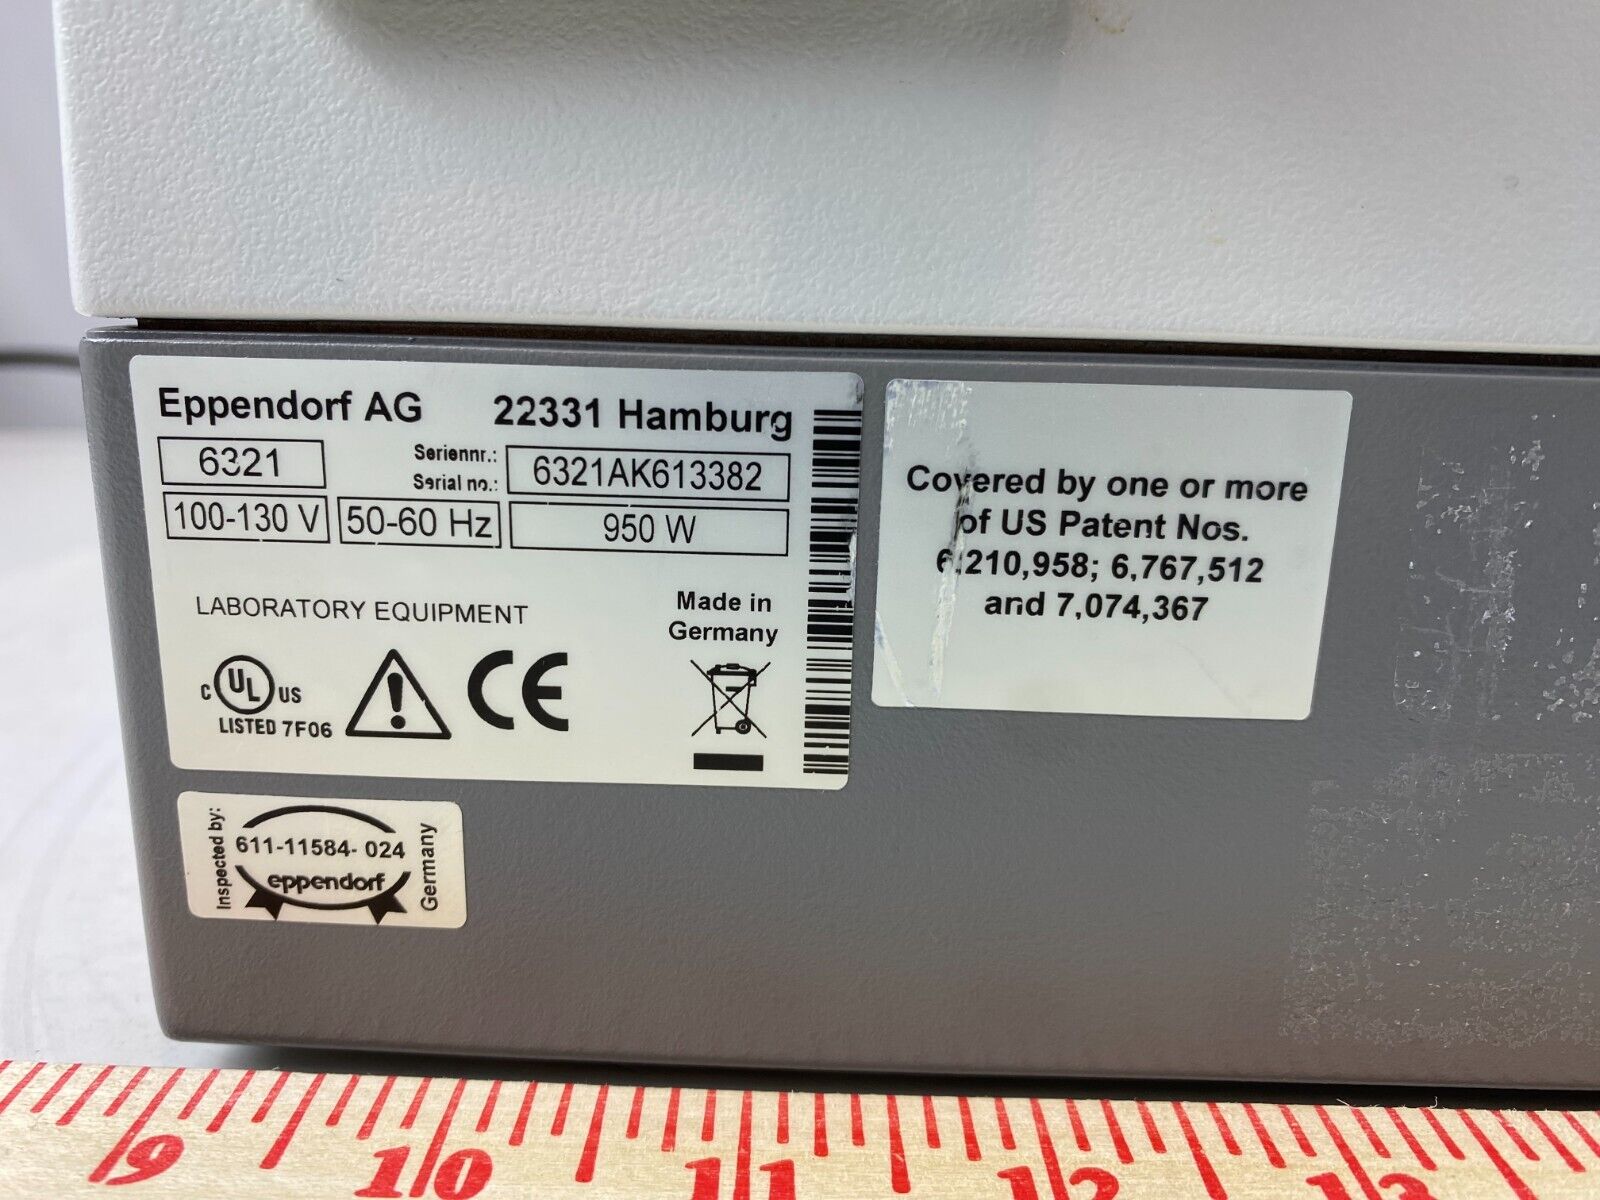 Eppendorf AG 22331 Hamburg
6321 Seriennr.: Serial no.: 6321AK613382
100-130 V 50-60 Hz 950 W
LABORATORY EQUIPMENT
Made in
Germany
C UL US
LISTED 7F06
CE
Covered by one or more
of US Patent Nos.
6,210,958; 6,767,512
and 7,074,367
Inspected by:
611-11584- 024
eppendorf
Germany
9 10 11 12 13